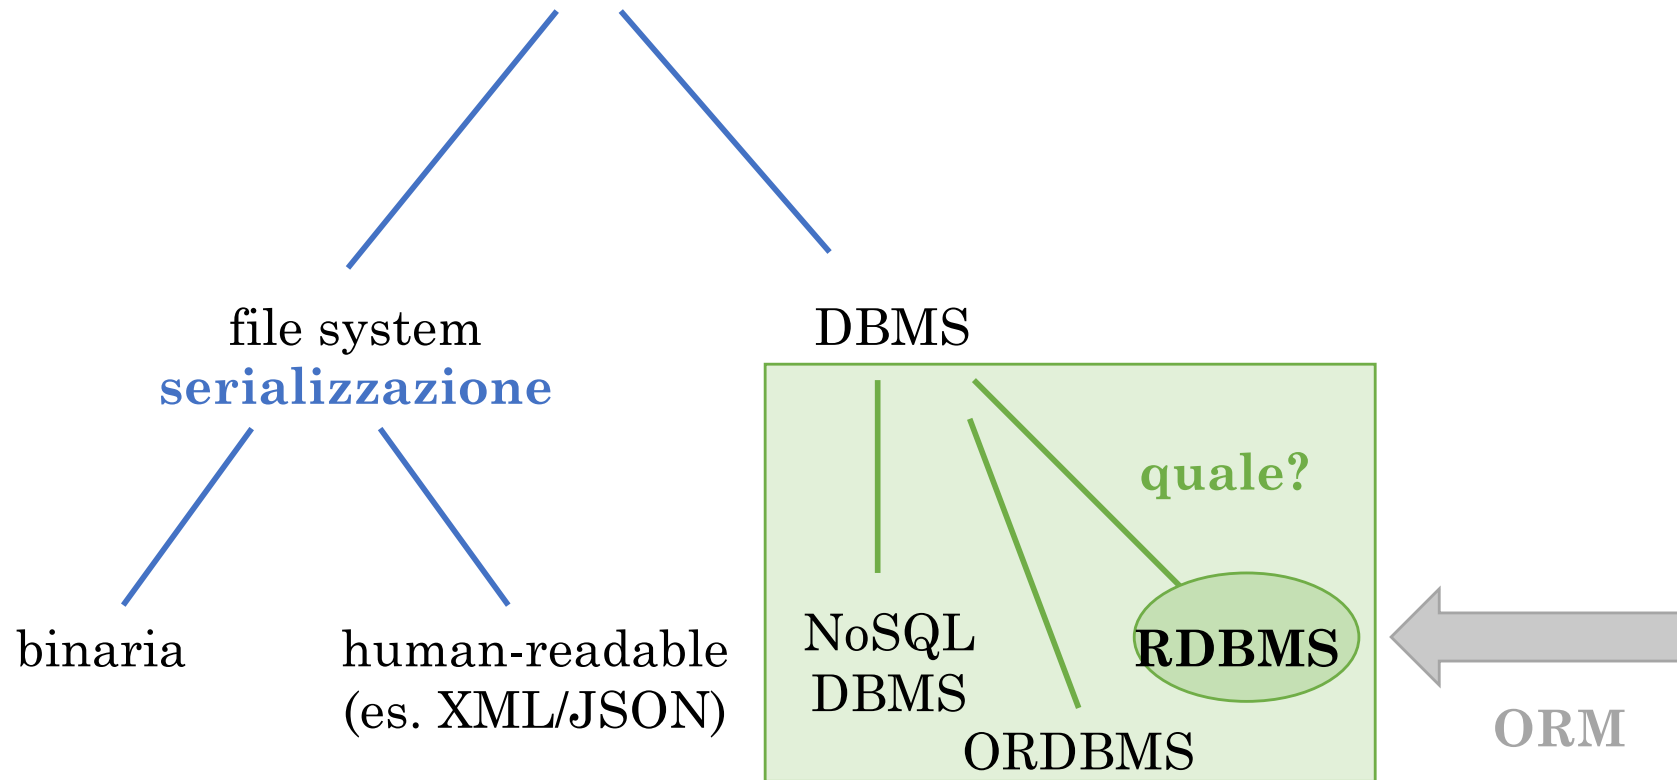 file system
serializzazione
DBMS
quale?
binaria
human-readable
(es. XML/JSON)
NoSQL
DBMS
ORDBMS
RDBMS
ORM